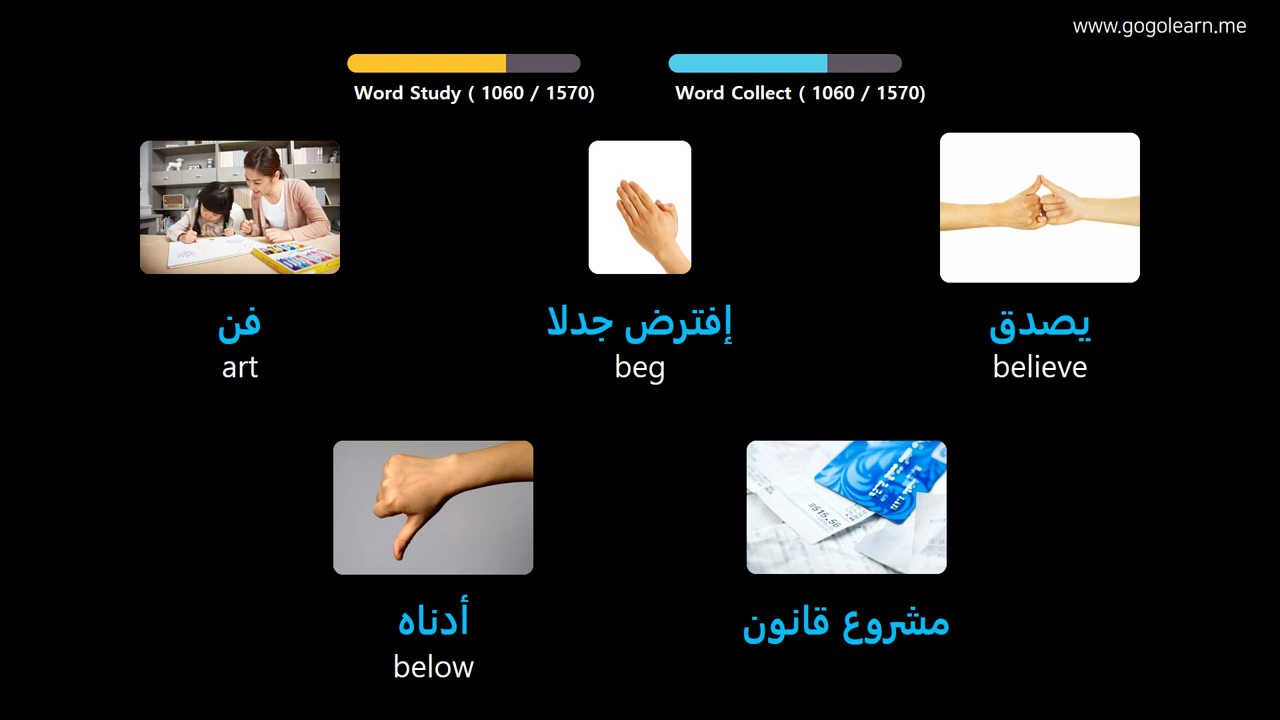 www.gogolearn.me
Word Study ( 1060 / 1570)
Word Collect ( 1060 / 1570)
فن
art
إفترض جدلا
beg
يصدق
believe
أدناه
below
مشروع قانون